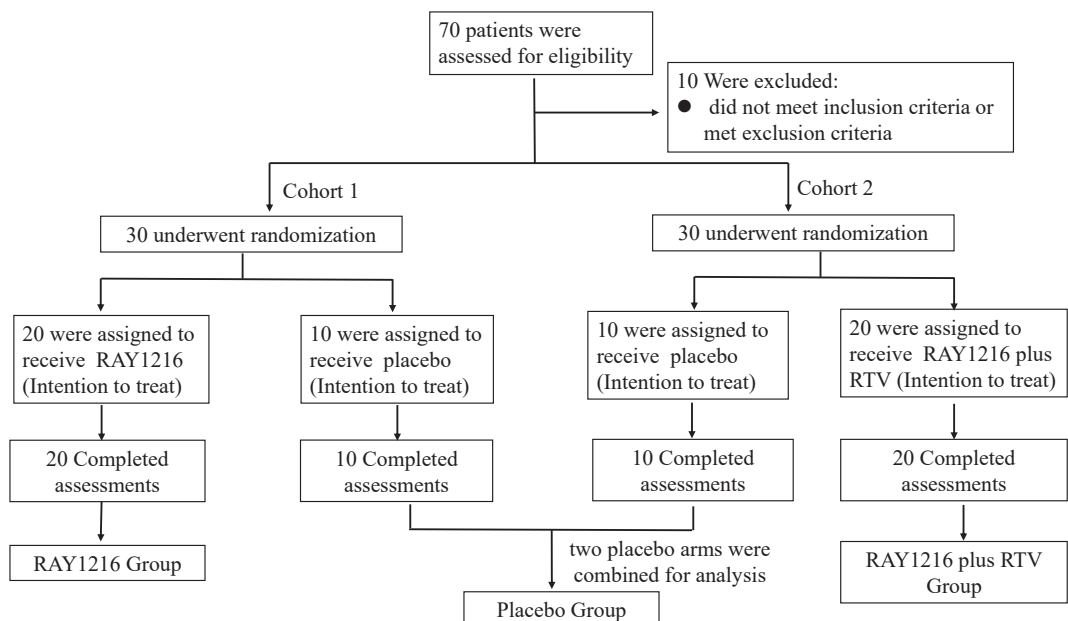 70 patients were
assessed for eligibility
10 Were excluded:
● did not meet inclusion criteria or
met exclusion criteria
Cohort 1
Cohort 2
30 underwent randomization
30 underwent randomization
20 were assigned to
receive RAY1216
(Intention to treat)
10 were assigned to
receive placebo
(Intention to treat)
10 were assigned to
receive placebo
(Intention to treat)
20 were assigned to
receive RAY1216 plus
RTV (Intention to treat)
20 Completed
assessments
10 Completed
assessments
10 Completed
assessments
20 Completed
assessments
RAY1216 Group
two placebo arms were
combined for analysis
RAY1216 plus RTV
Group
Placebo Group